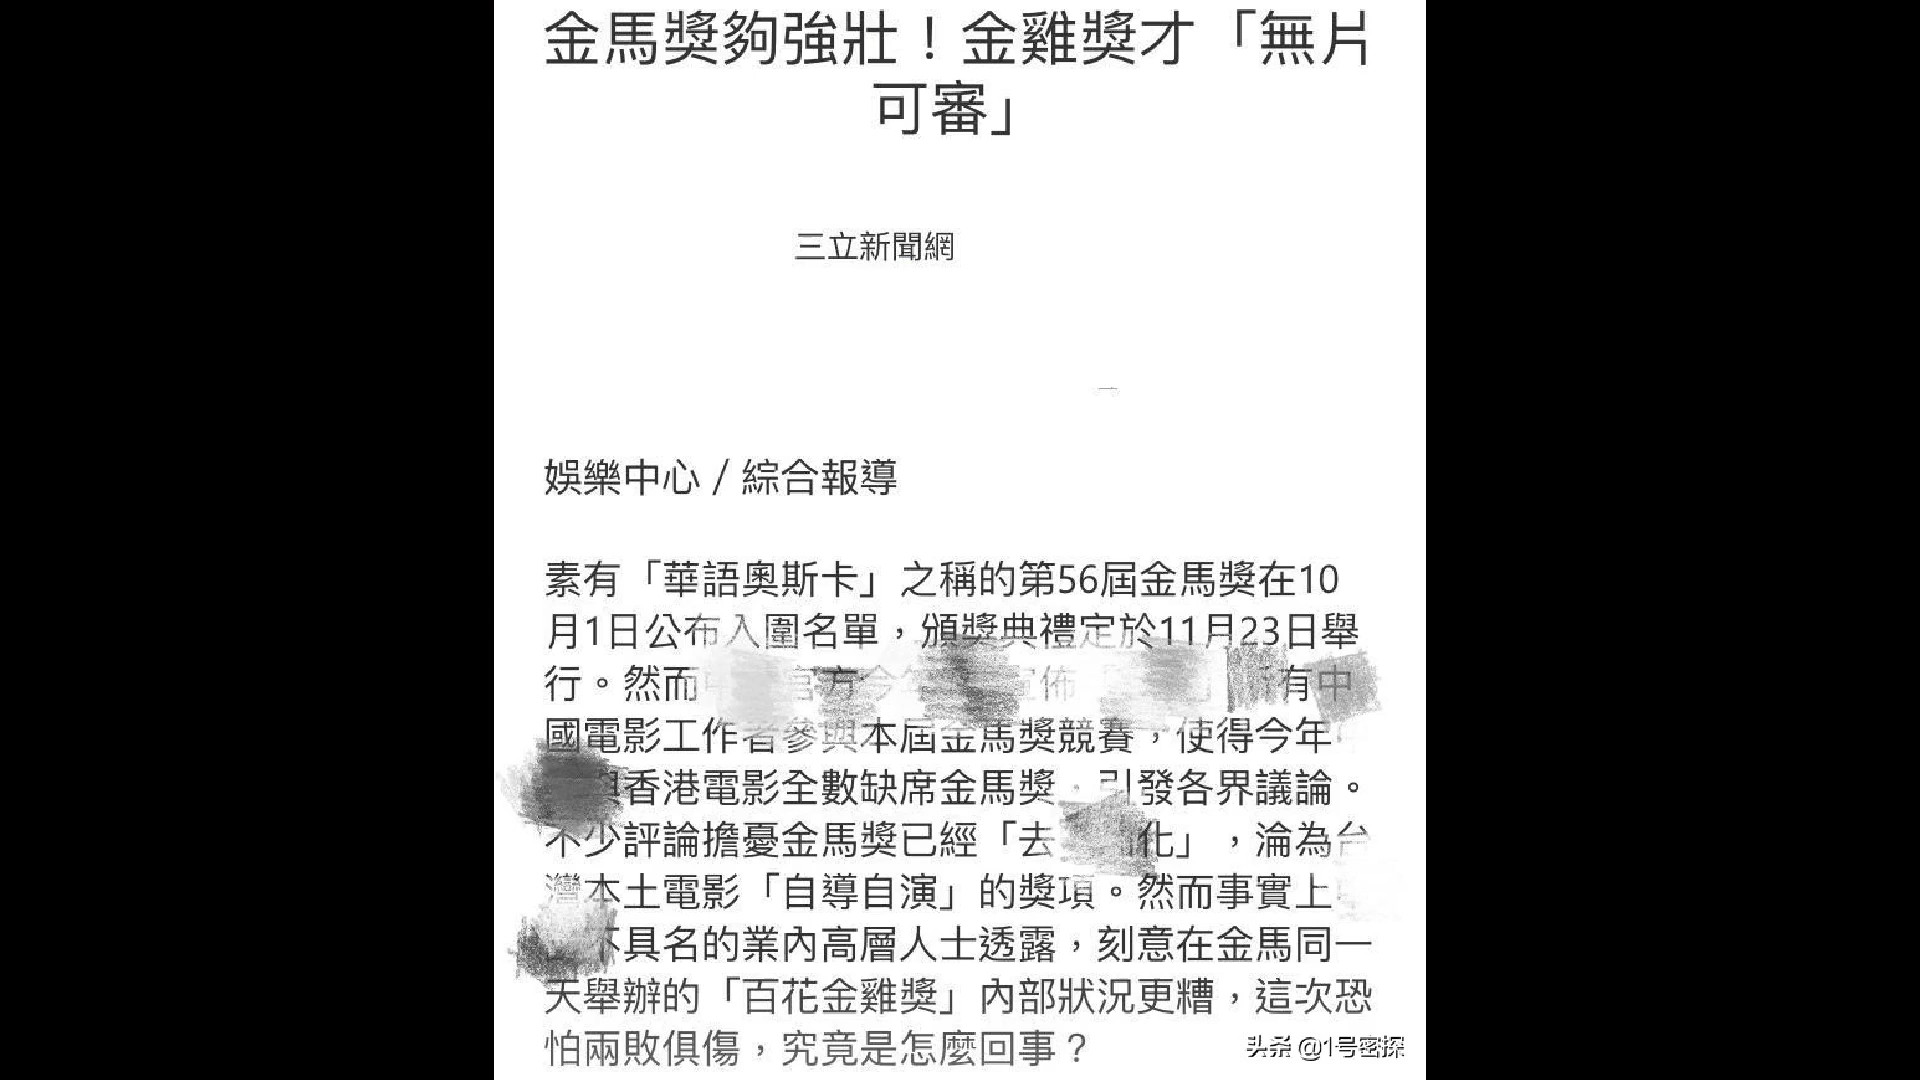 金馬獎夠強壯！金雞獎才「無片
可審」
三立新聞網
娛樂中心 / 綜合報導
素有「華語奧斯卡」之稱的第56屆金馬獎在10
月1日公布入圍名單，頒獎典禮定於11月23日舉
行。然而 官方今 佈 有中
國電影工作者參與本屆金馬獎競賽，使得今年
香港電影全數缺席金馬獎，引發各界議論。
不少評論擔憂金馬獎已經「去 化」，淪為台
灣本土電影「自導自演」的獎項。然而事實上
不具名的業內高層人士透露，刻意在金馬同一
天舉辦的「百花金雞獎」內部狀況更糟，這次恐
怕兩敗俱傷，究竟是怎麼回事？
头条 @1号密探